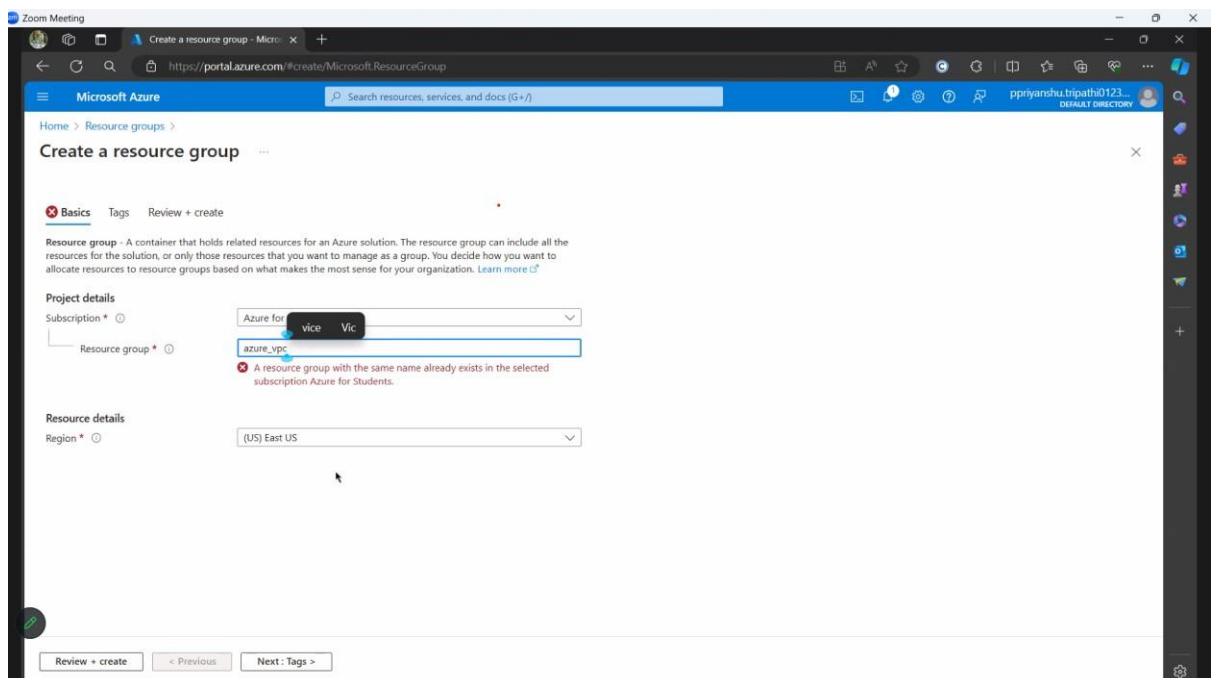 Zoom Meeting
Create a resource group - Micro
https://portal.azure.com/#create/Microsoft.ResourceGroup
Microsoft Azure
Search resources, services, and docs (G+/)
1
ppriyanshu.tripathi0123...
DEFAULT DIRECTORY
Home > Resource groups >
Create a resource group ...
Basics Tags Review + create
Resource group - A container that holds related resources for an Azure solution. The resource group can include all the
resources for the solution, or only those resources that you want to manage as a group. You decide how you want to
allocate resources to resource groups based on what makes the most sense for your organization. Learn more
Project details
Subscription *
Azure for
vice Vic
Resource group *
azure_vpc
A resource group with the same name already exists in the selected
subscription Azure for Students.
Resource details
Region *
(US) East US
Review + create
< Previous
Next : Tags >